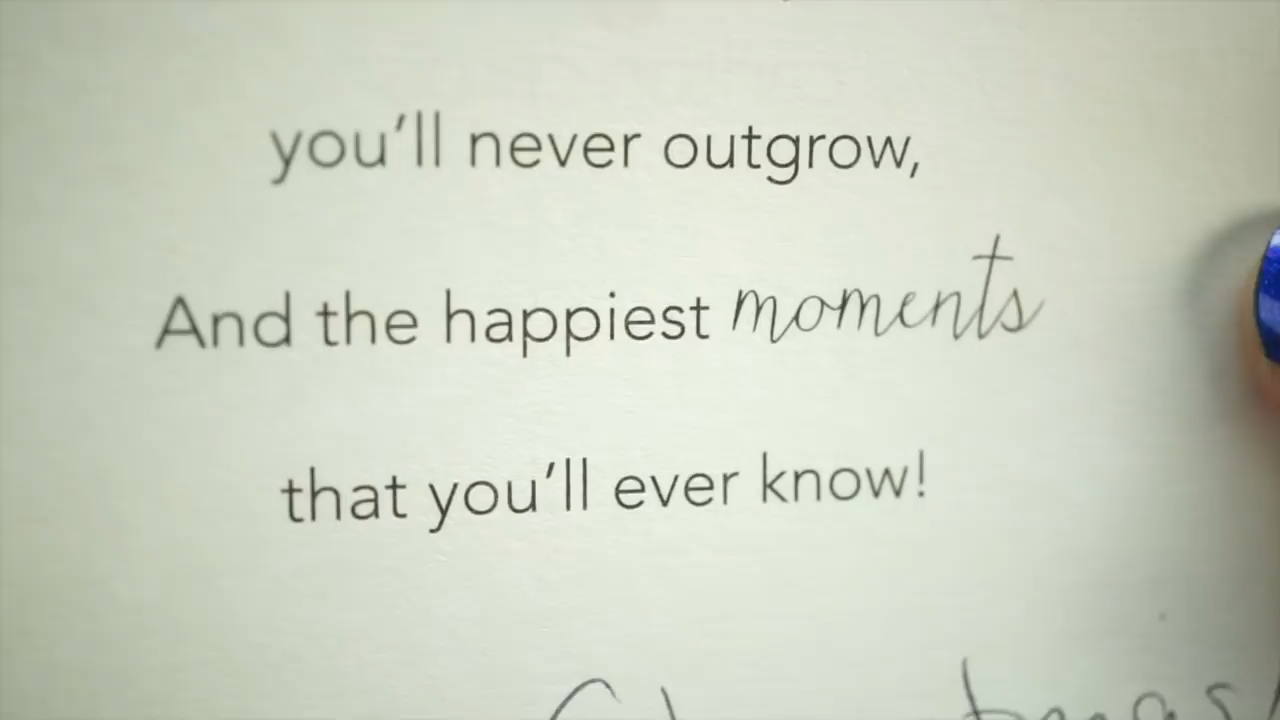 you'll never outgrow,
And the happiest moments
that you'll ever know!